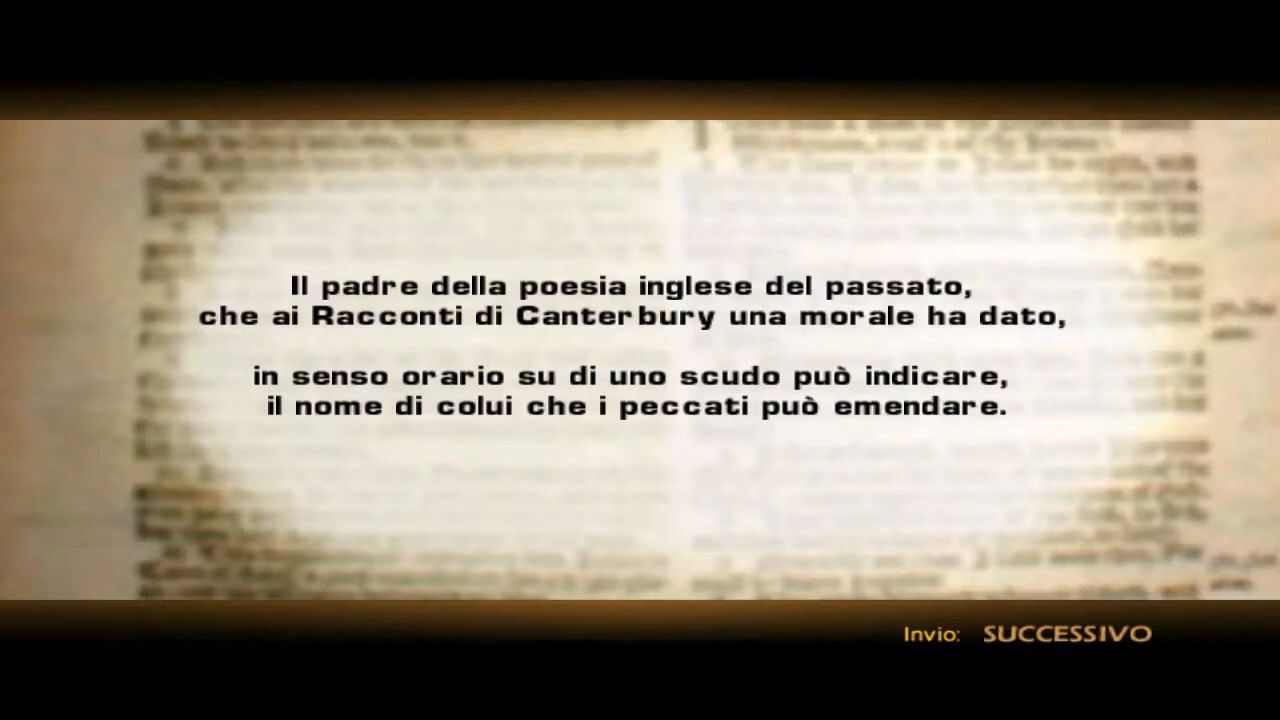 Il padre della poesia inglese del passato,
che ai Racconti di Canterbury una morale ha dato,
in senso orario su di uno scudo può indicare,
il nome di colui che i peccati può emendare.
Invio: SUCCESSIVO